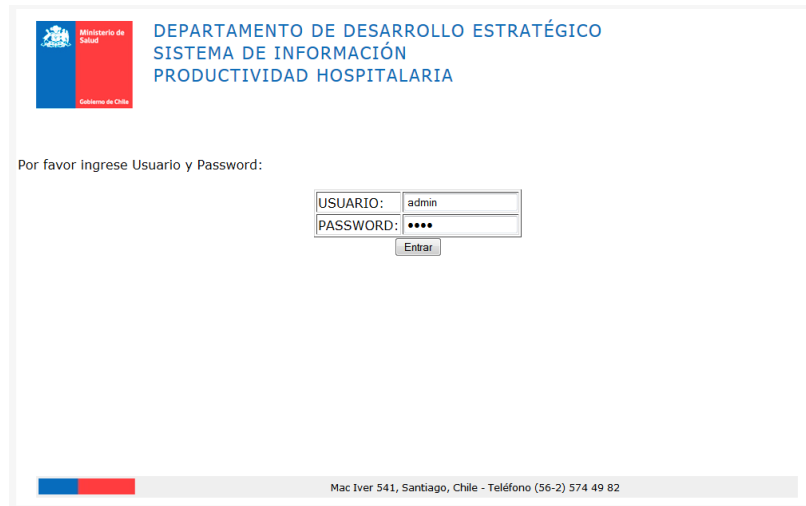 Ministerio de
Salud
Gobierno de Chile
DEPARTAMENTO DE DESARROLLO ESTRATÉGICO
SISTEMA DE INFORMACIÓN
PRODUCTIVIDAD HOSPITALARIA
Por favor ingrese Usuario y Password:
USUARIO: admin
PASSWORD: ••••
Entrar
Mac Iver 541, Santiago, Chile - Teléfono (56-2) 574 49 82